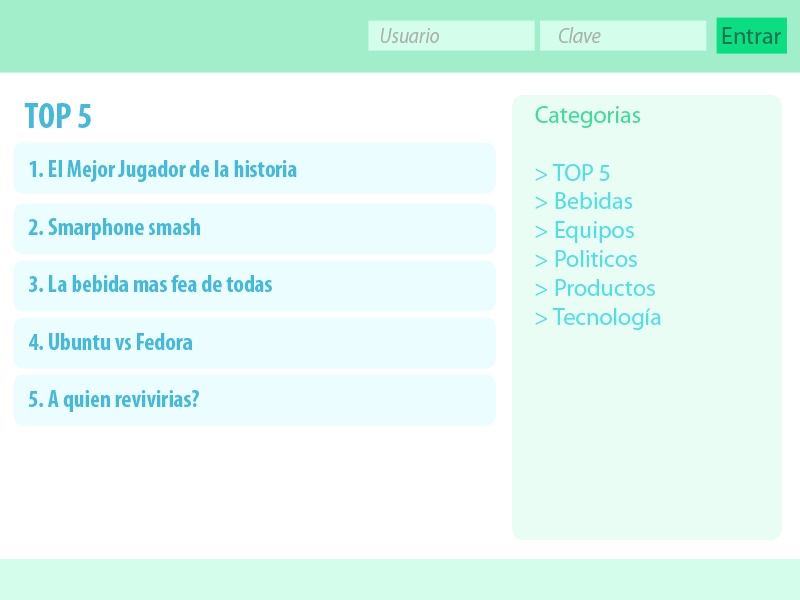 Usuario
Clave
Entrar
TOP 5
1. El Mejor Jugador de la historia
2. Smarphone smash
3. La bebida mas fea de todas
4. Ubuntu vs Fedora
5. A quien revivirias?
Categorias
> TOP 5
> Bebidas
> Equipos
> Politicos
> Productos
> Tecnología